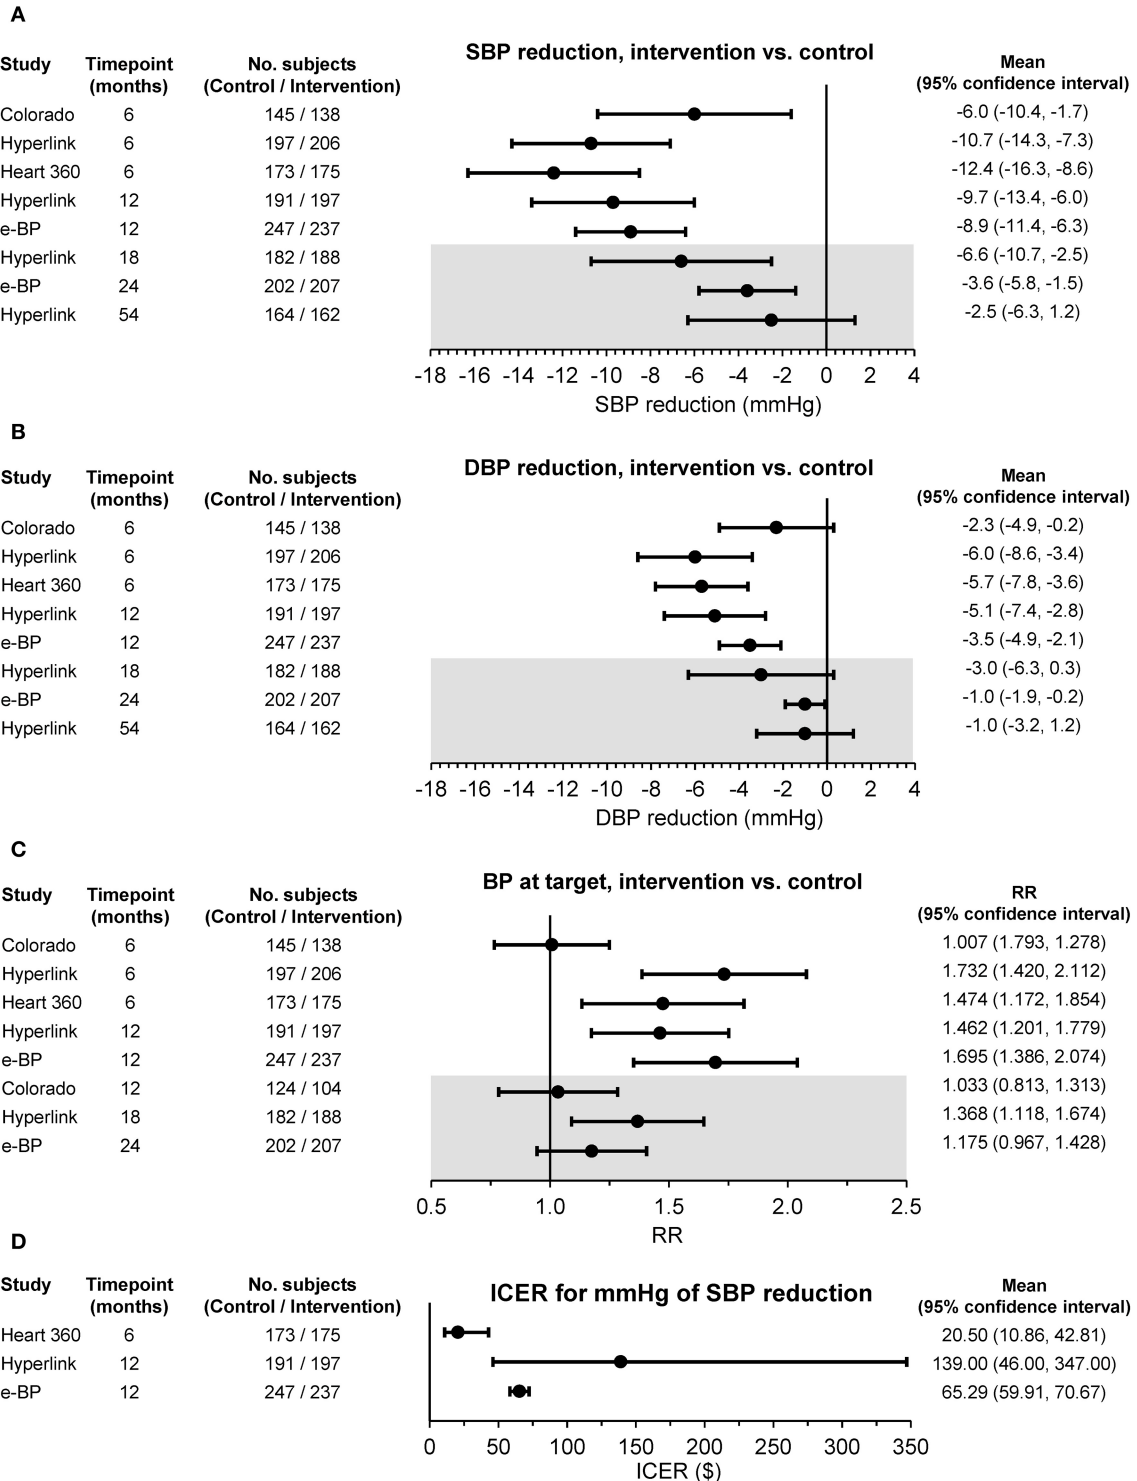 A
SBP reduction, intervention vs. control
Study Timepoint (months) No. subjects (Control / Intervention) Mean (95% confidence interval)
Colorado 6 145 / 138 -6.0 (-10.4, -1.7)
Hyperlink 6 197 / 206 -10.7 (-14.3, -7.3)
Heart 360 6 173 / 175 -12.4 (-16.3, -8.6)
Hyperlink 12 191 / 197 -9.7 (-13.4, -6.0)
e-BP 12 247 / 237 -8.9 (-11.4, -6.3)
Hyperlink 18 182 / 188 -6.6 (-10.7, -2.5)
e-BP 24 202 / 207 -3.6 (-5.8, -1.5)
Hyperlink 54 164 / 162 -2.5 (-6.3, 1.2)
-18 -16 -14 -12 -10 -8 -6 -4 -2 0 2 4
SBP reduction (mmHg)
B
DBP reduction, intervention vs. control
Study Timepoint (months) No. subjects (Control / Intervention) Mean (95% confidence interval)
Colorado 6 145 / 138 -2.3 (-4.9, -0.2)
Hyperlink 6 197 / 206 -6.0 (-8.6, -3.4)
Heart 360 6 173 / 175 -5.7 (-7.8, -3.6)
Hyperlink 12 191 / 197 -5.1 (-7.4, -2.8)
e-BP 12 247 / 237 -3.5 (-4.9, -2.1)
Hyperlink 18 182 / 188 -3.0 (-6.3, 0.3)
e-BP 24 202 / 207 -1.0 (-1.9, -0.2)
Hyperlink 54 164 / 162 -1.0 (-3.2, 1.2)
-18 -16 -14 -12 -10 -8 -6 -4 -2 0 2 4
DBP reduction (mmHg)
C
BP at target, intervention vs. control
Study Timepoint (months) No. subjects (Control / Intervention) RR (95% confidence interval)
Colorado 6 145 / 138 1.007 (1.793, 1.278)
Hyperlink 6 197 / 206 1.732 (1.420, 2.112)
Heart 360 6 173 / 175 1.474 (1.172, 1.854)
Hyperlink 12 191 / 197 1.462 (1.201, 1.779)
e-BP 12 247 / 237 1.695 (1.386, 2.074)
Colorado 12 124 / 104 1.033 (0.813, 1.313)
Hyperlink 18 182 / 188 1.368 (1.118, 1.674)
e-BP 24 202 / 207 1.175 (0.967, 1.428)
0.5 1.0 1.5 2.0 2.5
RR
D
ICER for mmHg of SBP reduction
Study Timepoint (months) No. subjects (Control / Intervention) Mean (95% confidence interval)
Heart 360 6 173 / 175 20.50 (10.86, 42.81)
Hyperlink 12 191 / 197 139.00 (46.00, 347.00)
e-BP 12 247 / 237 65.29 (59.91, 70.67)
0 50 100 150 200 250 300 350
ICER ($)